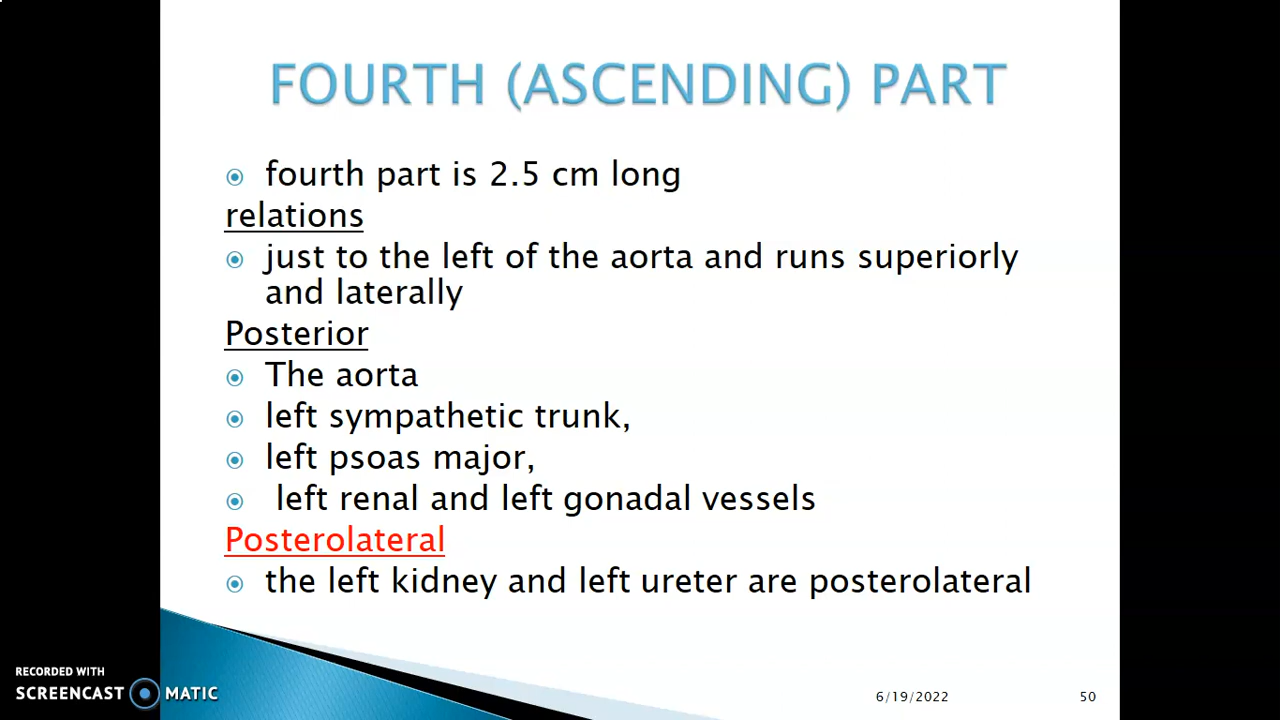 FOURTH (ASCENDING) PART
fourth part is 2.5 cm long
relations
just to the left of the aorta and runs superiorly
and laterally
Posterior
The aorta
left sympathetic trunk,
left psoas major,
left renal and left gonadal vessels
Posterolateral
the left kidney and left ureter are posterolateral
RECORDED WITH
SCREENCAST MATIC
6/19/2022
50